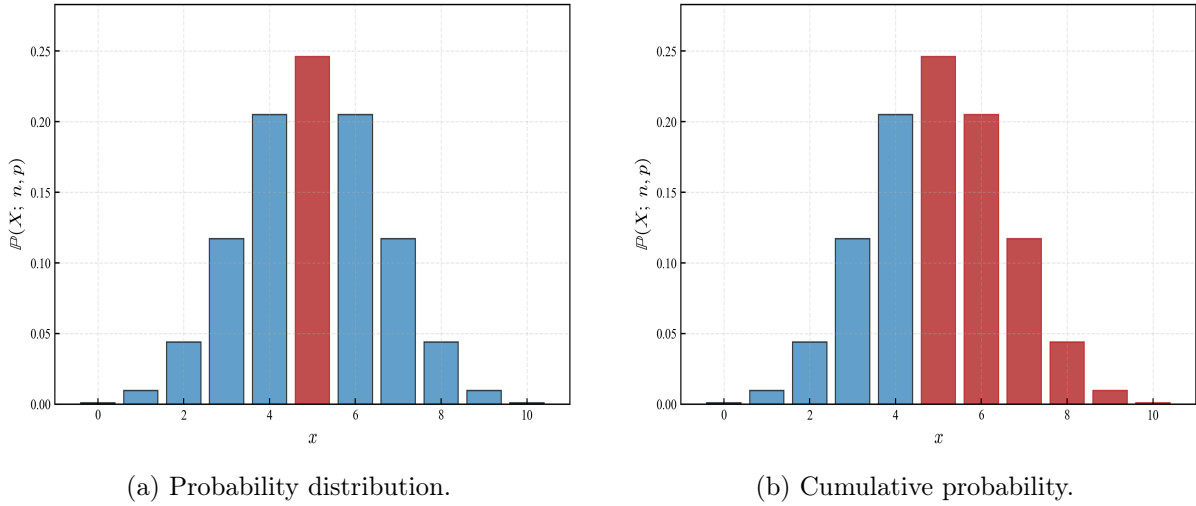 0.25
0.20
0.15
0.10
0.05
0.00
ℙ(X; n, p)
0 2 4 6 8 10
x
(a) Probability distribution.
0.25
0.20
0.15
0.10
0.05
0.00
ℙ(X; n, p)
0 2 4 6 8 10
x
(b) Cumulative probability.